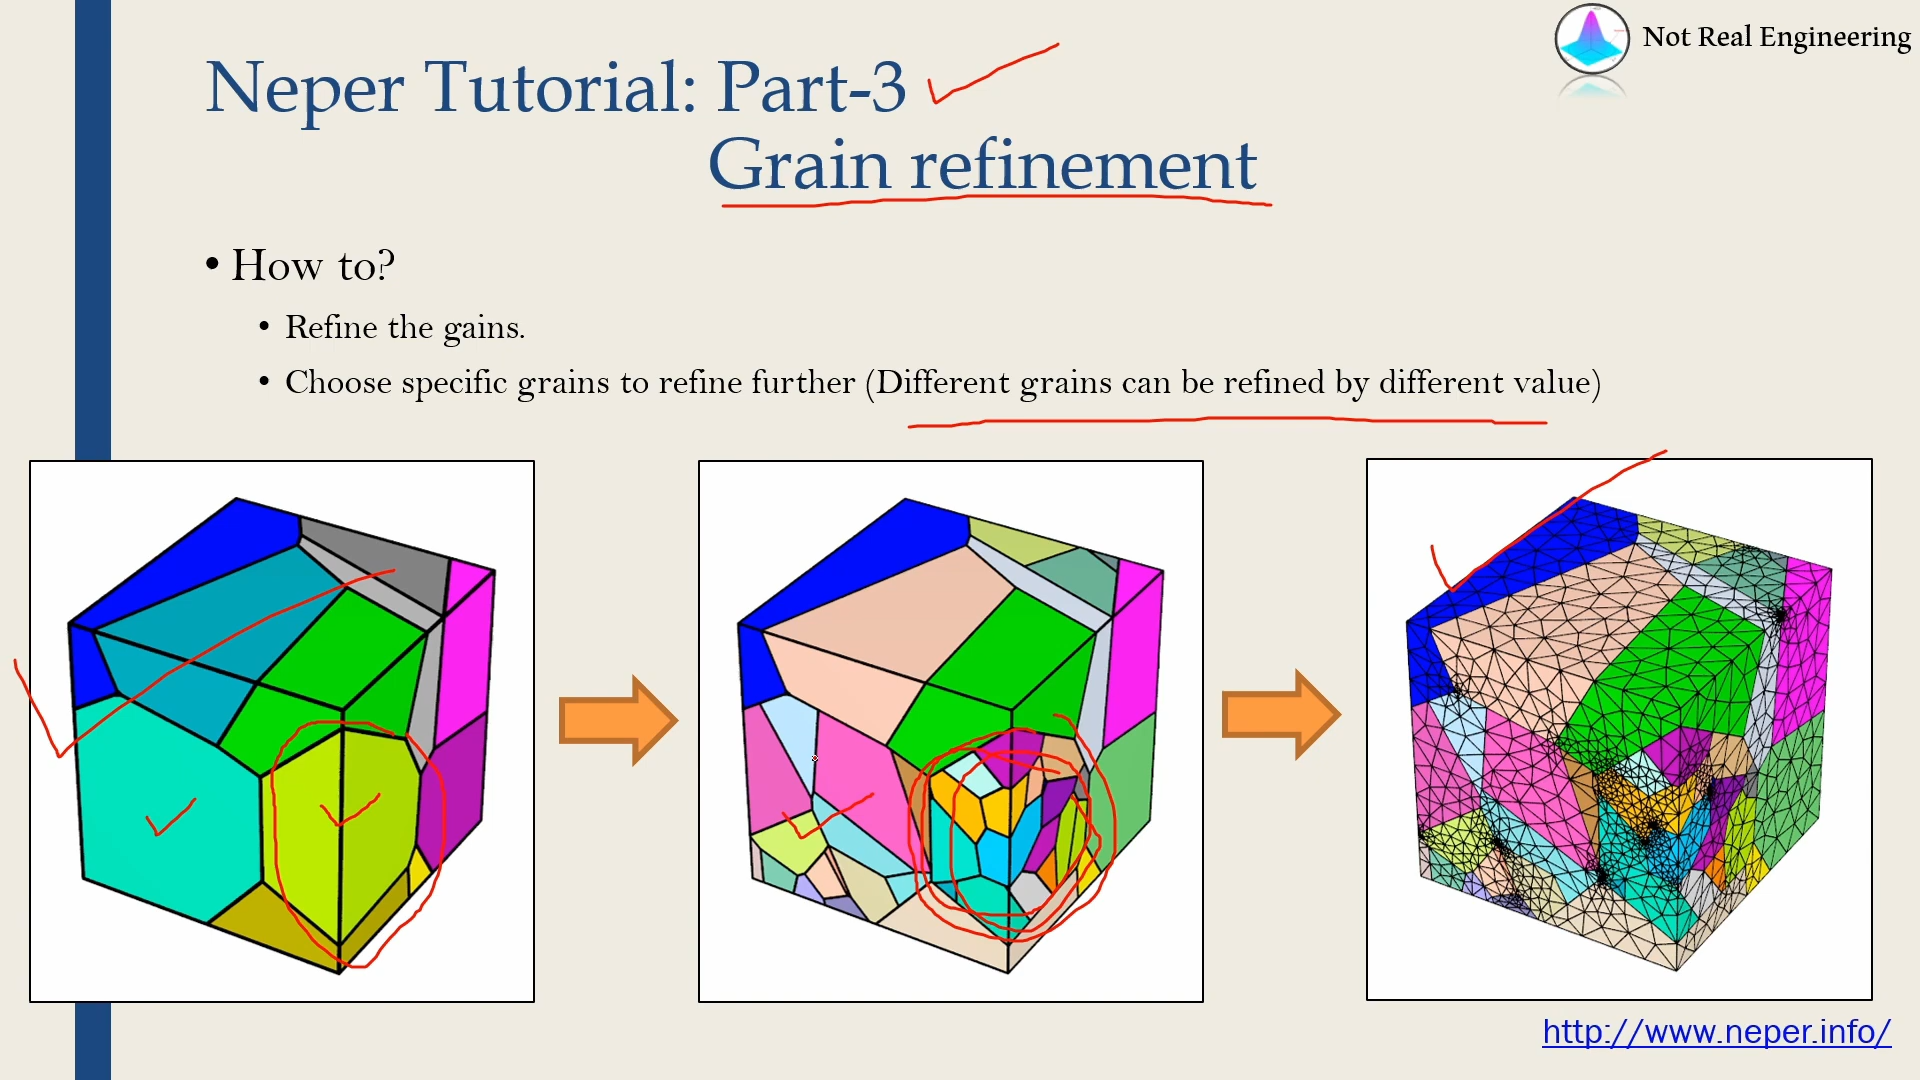 Not Real Engineering
Neper Tutorial: Part-3
Grain refinement
• How to?
• Refine the gains.
• Choose specific grains to refine further (Different grains can be refined by different value)
http://www.neper.info/